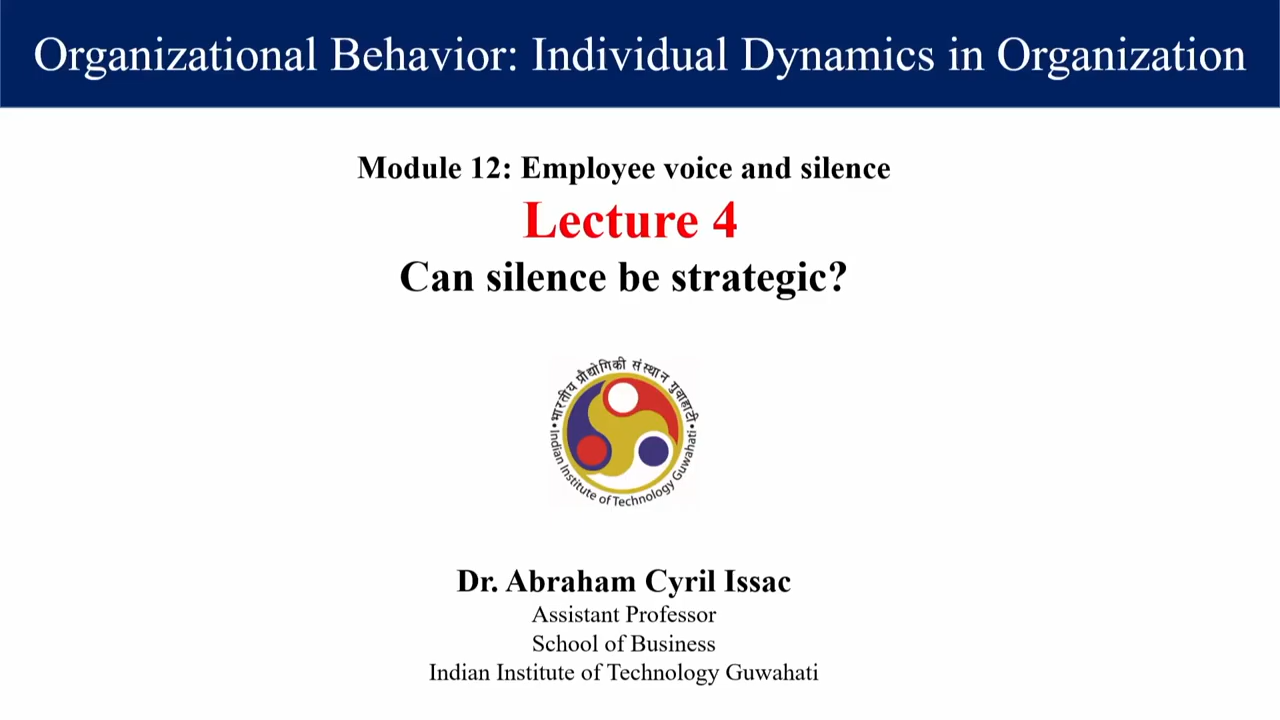 Organizational Behavior: Individual Dynamics in Organization
Module 12: Employee voice and silence
Lecture 4
Can silence be strategic?
भारतीय प्रौद्योगिकी संस्थान गुवाहाटी
Indian Institute of Technology Guwahati
Dr. Abraham Cyril Issac
Assistant Professor
School of Business
Indian Institute of Technology Guwahati